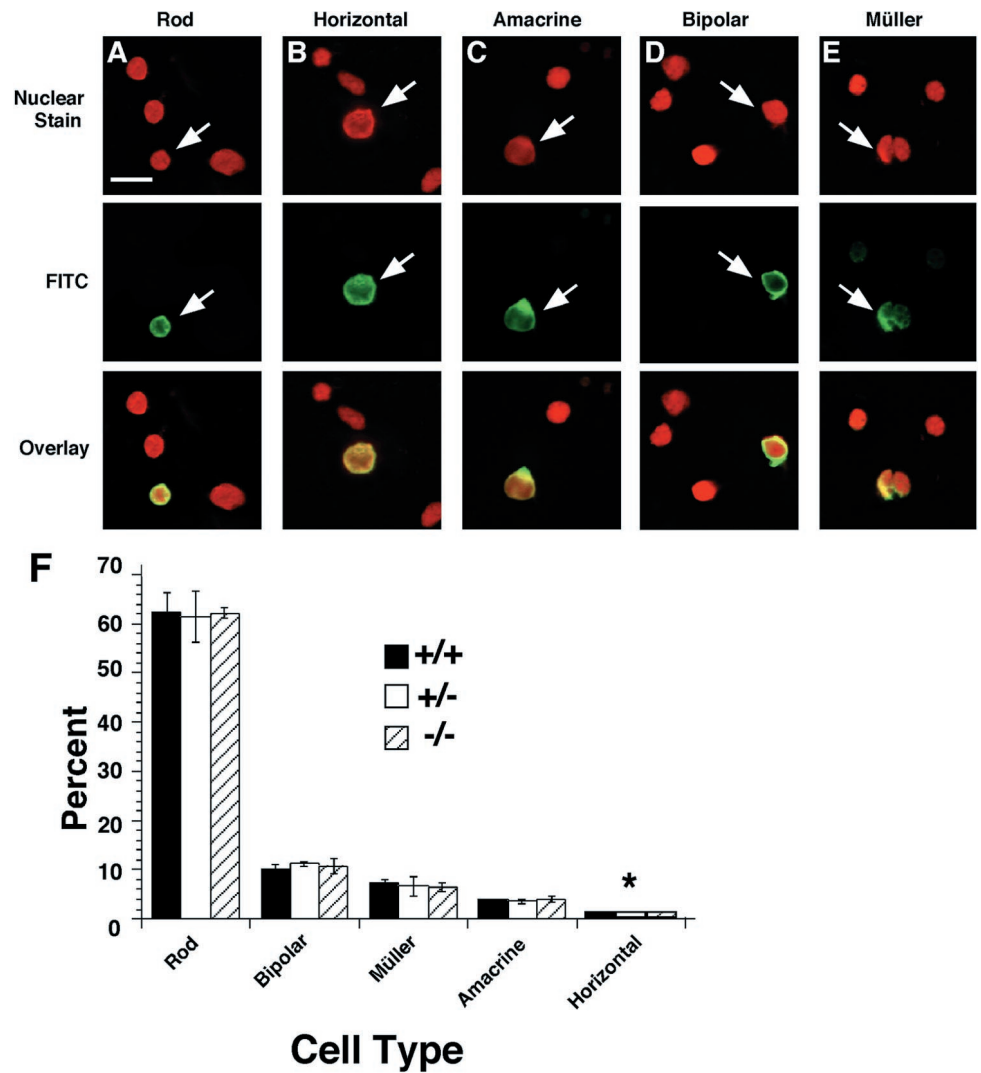 Rod Horizontal Amacrine Bipolar Müller
A B C D E
Nuclear
Stain
FITC
Overlay
F
70
60
50
40
30
20
10
0
Percent
+/+
+/-
-/-
*
Rod Bipolar Müller Amacrine Horizontal
Cell Type